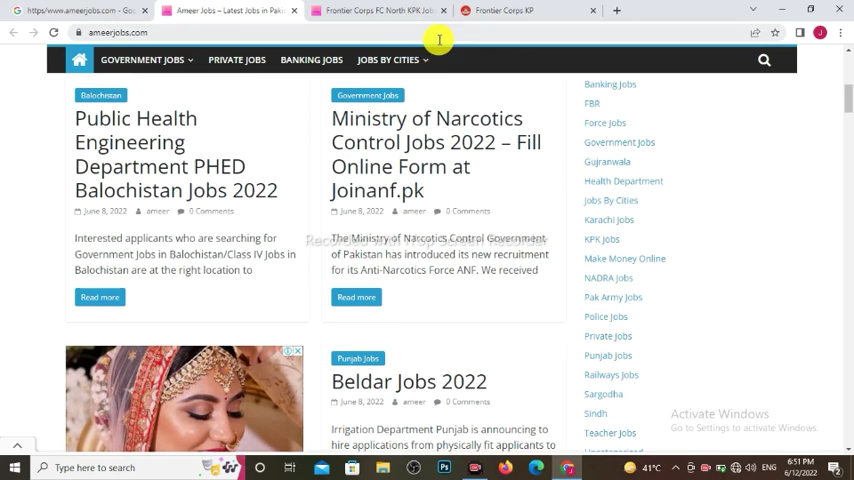 https/www.ameerjobs.com - Goo
Ameer Jobs – Latest Jobs in Paki
Frontier Corps FC North KPK Job
Frontier Corps KP
ameerjobs.com
J
GOVERNMENT JOBS
PRIVATE JOBS
BANKING JOBS
JOBS BY CITIES
Balochistan
Public Health
Engineering
Department PHED
Balochistan Jobs 2022
June 8, 2022 ameer 0 Comments
Interested applicants who are searching for
Government Jobs in Balochistan/Class IV Jobs in
Balochistan are at the right location to
Read more
Government Jobs
Ministry of Narcotics
Control Jobs 2022 – Fill
Online Form at
Joinanf.pk
June 8, 2022 ameer 0 Comments
The Ministry of Narcotics Control Government
of Pakistan has introduced its new recruitment
for its Anti-Narcotics Force ANF. We received
Read more
Punjab Jobs
Beldar Jobs 2022
June 8, 2022 ameer 0 Comments
Irrigation Department Punjab is announcing to
hire applications from physically fit applicants to
Banking Jobs
FBR
Force Jobs
Government Jobs
Gujranwala
Health Department
Jobs By Cities
Karachi Jobs
KPK Jobs
Make Money Online
NADRA Jobs
Pak Army Jobs
Police Jobs
Private Jobs
Punjab Jobs
Railways Jobs
Sargodha
Sindh
Teacher Jobs
Recorded with iTop Screen Recorder
Activate Windows
Go to Settings to activate Windows.
Type here to search
Ps
41°C
ENG
6:51 PM
6/12/2022
2